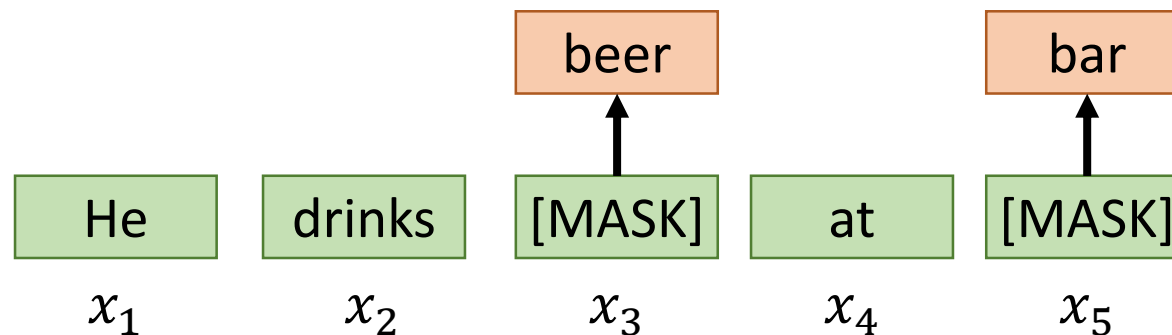 beer bar
He drinks [MASK] at [MASK]
x₁ x₂ x₃ x₄ x₅